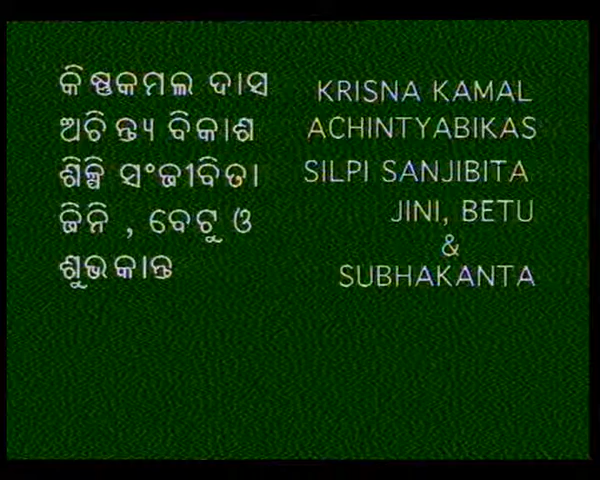 କିଷ୍ଣକମଲ ଦାସ KRISNA KAMAL
ଅଚିନ୍ତ୍ୟ ବିକାଶ ACHINTYABIKAS
ଶିଳ୍ପି ସଂଜୀବିତା SILPI SANJIBITA
ଜିନି , ବେଟୁ ଓ JINI, BETU
&
ଶୁଭକାନ୍ତ SUBHAKANTA